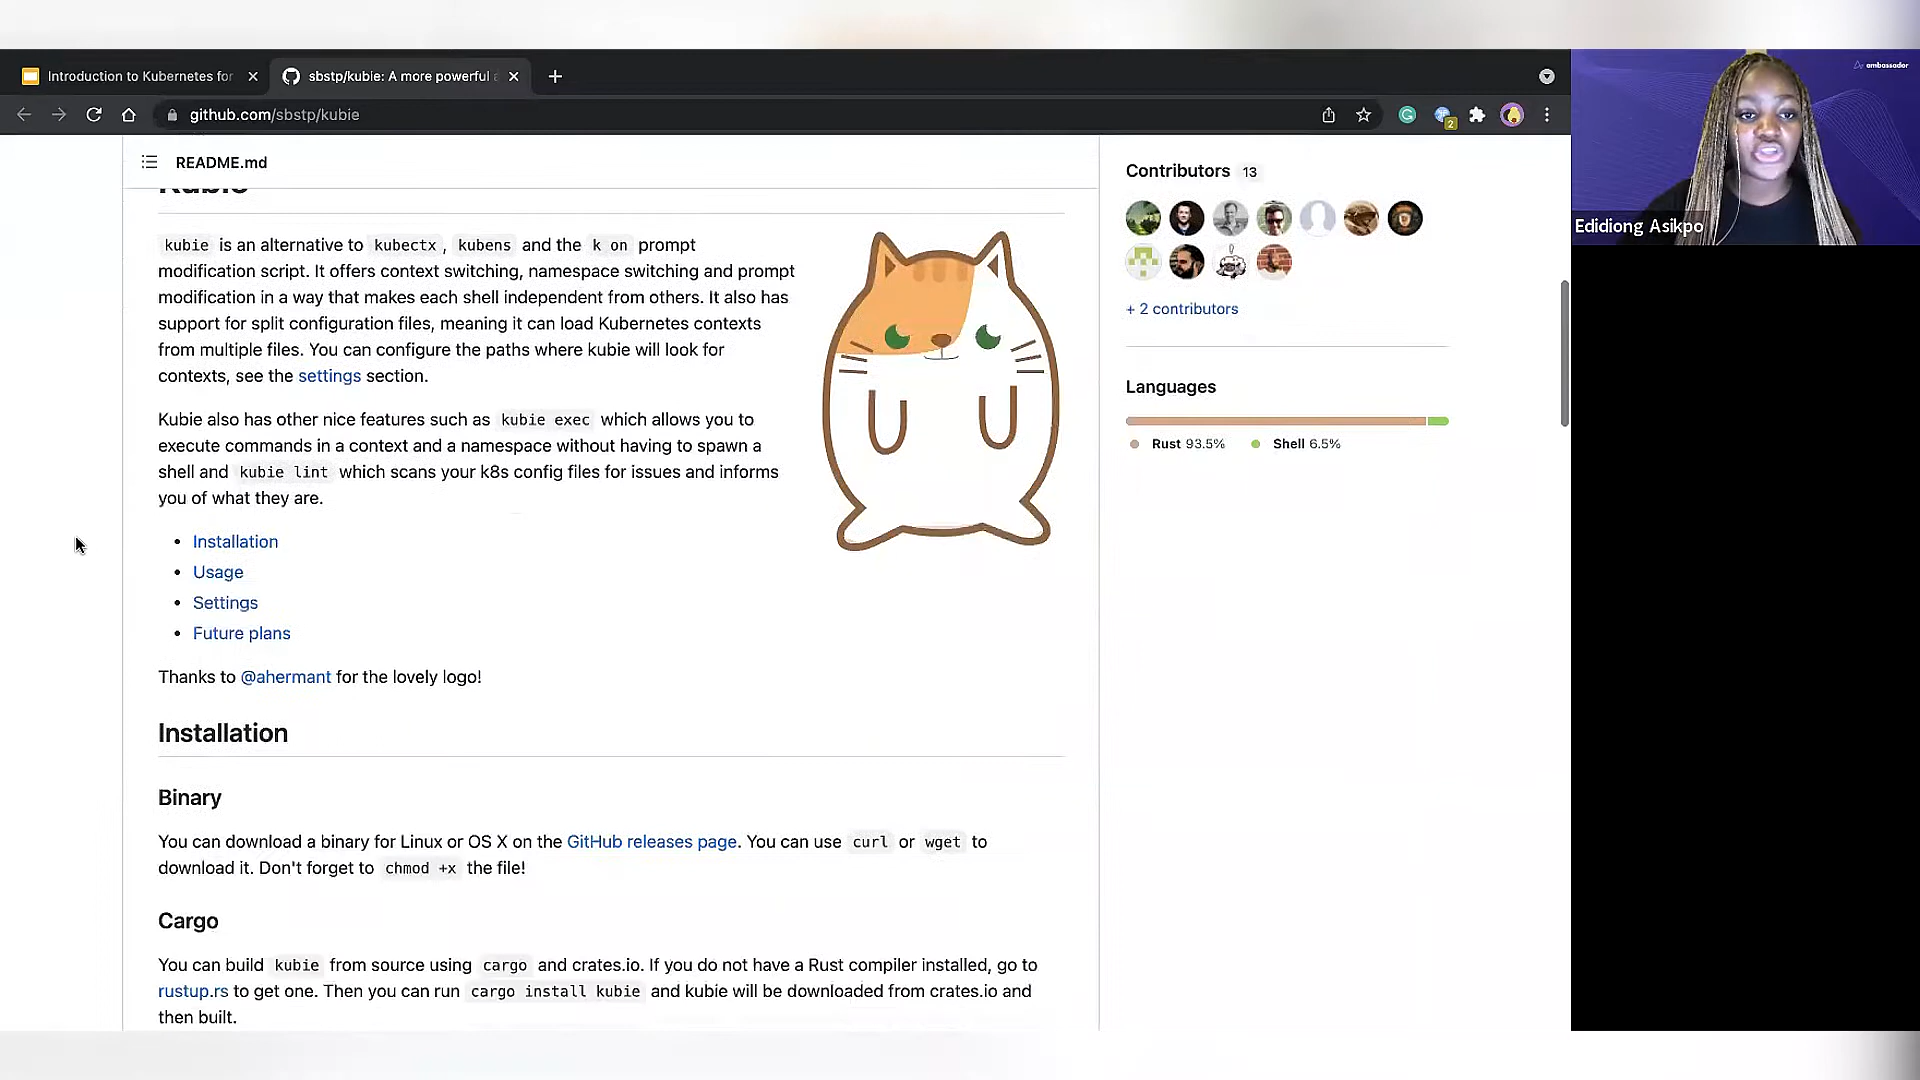 Introduction to Kubernetes for
sbstp/kubie: A more powerful a
github.com/sbstp/kubie
2
ambassador
Edidiong Asikpo
README.md
Kubie
kubie is an alternative to kubectx, kubens and the k on prompt
modification script. It offers context switching, namespace switching and prompt
modification in a way that makes each shell independent from others. It also has
support for split configuration files, meaning it can load Kubernetes contexts
from multiple files. You can configure the paths where kubie will look for
contexts, see the settings section.
Kubie also has other nice features such as kubie exec which allows you to
execute commands in a context and a namespace without having to spawn a
shell and kubie lint which scans your k8s config files for issues and informs
you of what they are.
Installation
Usage
Settings
Future plans
Thanks to @ahermant for the lovely logo!
Installation
Binary
You can download a binary for Linux or OS X on the GitHub releases page. You can use curl or wget to
download it. Don't forget to chmod +x the file!
Cargo
You can build kubie from source using cargo and crates.io. If you do not have a Rust compiler installed, go to
rustup.rs to get one. Then you can run cargo install kubie and kubie will be downloaded from crates.io and
then built.
Contributors 13
+ 2 contributors
Languages
Rust 93.5% Shell 6.5%